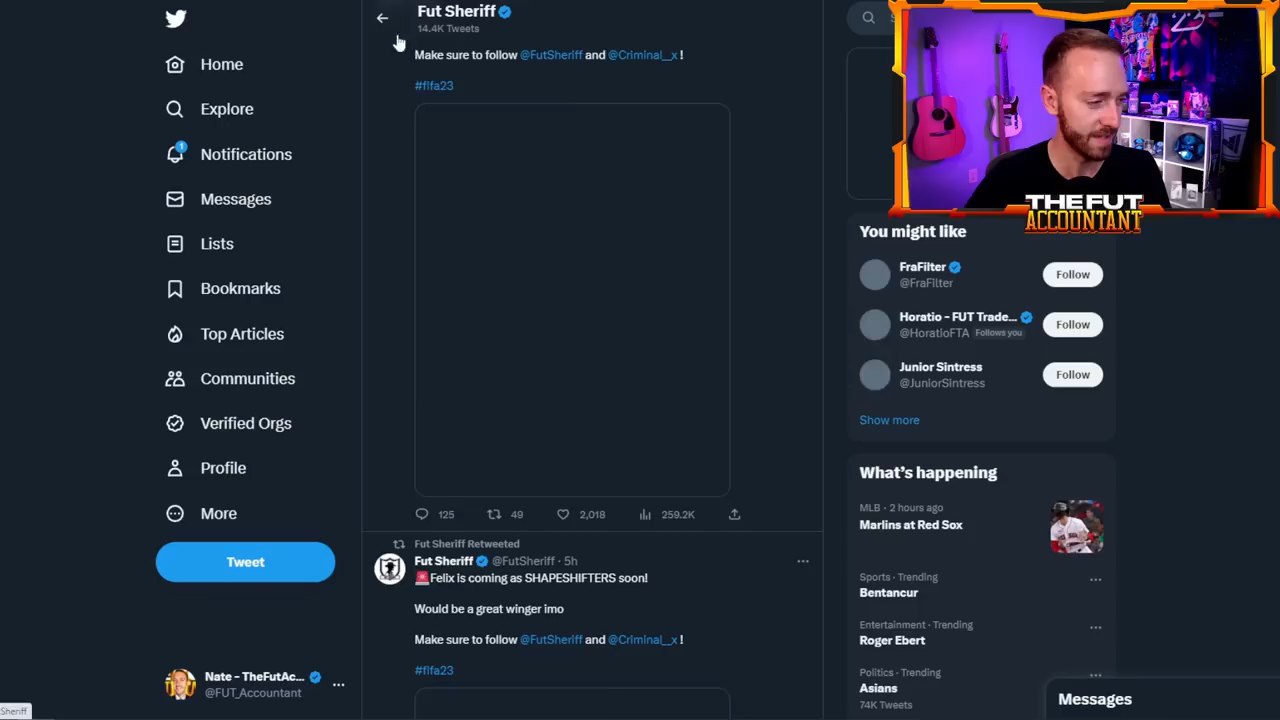 Home
Explore
Notifications
1
Messages
Lists
Bookmarks
Top Articles
Communities
Verified Orgs
Profile
More
Tweet
Nate - TheFutAc...
@FUT_Accountant
Sheriff
Fut Sheriff
14.4K Tweets
Make sure to follow @FutSheriff and @Criminal__x !
#fifa23
125
49
2,018
259.2K
Fut Sheriff Retweeted
Fut Sheriff @FutSheriff · 5h
🚨Felix is coming as SHAPESHIFTERS soon!
Would be a great winger imo
Make sure to follow @FutSheriff and @Criminal__x !
#fifa23
THE FUT
ACCOUNTANT
You might like
FraFilter
@FraFilter
Follow
Horatio - FUT Trade...
@HoratioFTA Follows you
Follow
Junior Sintress
@JuniorSintress
Follow
Show more
What's happening
MLB · 2 hours ago
Marlins at Red Sox
Sports · Trending
Bentancur
Entertainment · Trending
Roger Ebert
Politics · Trending
Asians
74K Tweets
Messages